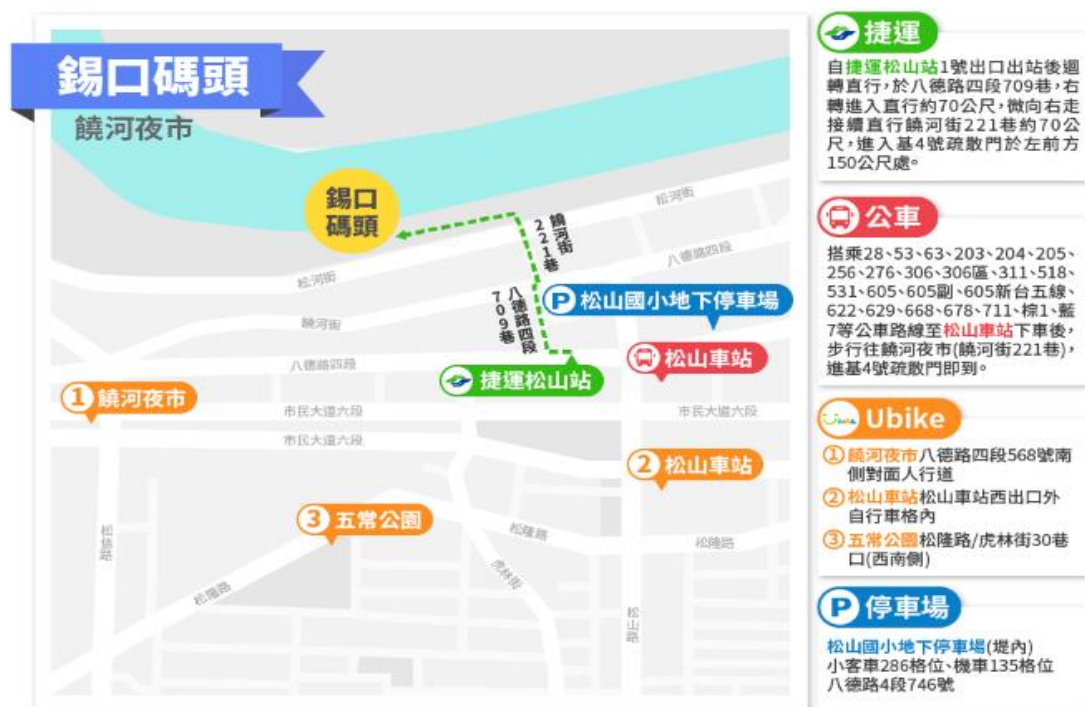 錫口碼頭
饒河夜市
錫口
碼頭
饒河街
221巷
八德路四段
709巷
松河街
八德路四段
松河街
饒河街
八德路四段
P 松山國小地下停車場
松山車站
捷運松山站
1 饒河夜市
市民大道六段
市民大道六段
市民大道六段
2 松山車站
3 五常公園
松隆路
松隆路
松信路
虎林街
松隆路
松山路
捷運
自捷運松山站1號出口出站後迴
轉直行,於八德路四段709巷,右
轉進入直行約70公尺,微向右走
接續直行饒河街221巷約70公
尺,進入基4號疏散門於左前方
150公尺處。
公車
搭乘28、53、63、203、204、205、
256、276、306、306區、311、518、
531、605、605副、605新台五線、
622、629、668、678、711、棕1、藍
7等公車路線至松山車站下車後,
步行往饒河夜市(饒河街221巷),
進基4號疏散門即到。
Ubike
①饒河夜市八德路四段568號南
側對面人行道
②松山車站松山車站西出口外
自行車格內
③五常公園松隆路/虎林街30巷
口(西南側)
P 停車場
松山國小地下停車場(堤內)
小客車286格位、機車135格位
八德路4段746號